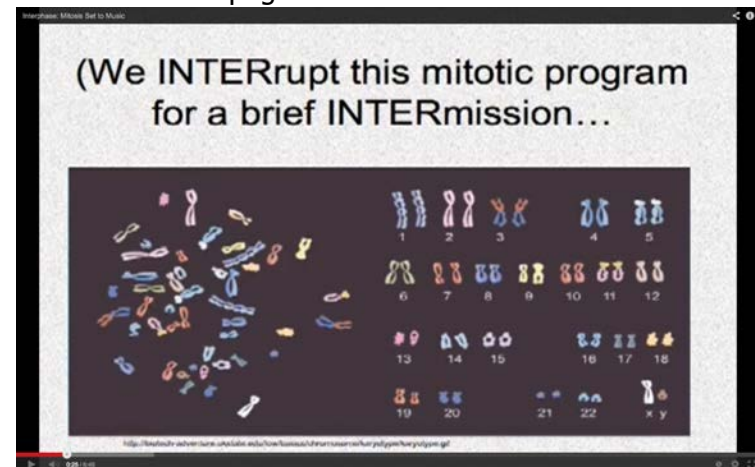 Interphase: Mitosis Set to Music
(We INTERrupt this mitotic program
for a brief INTERmission…
1 2 3 4 5
6 7 8 9 10 11 12
13 14 15 16 17 18
19 20 21 22 x y